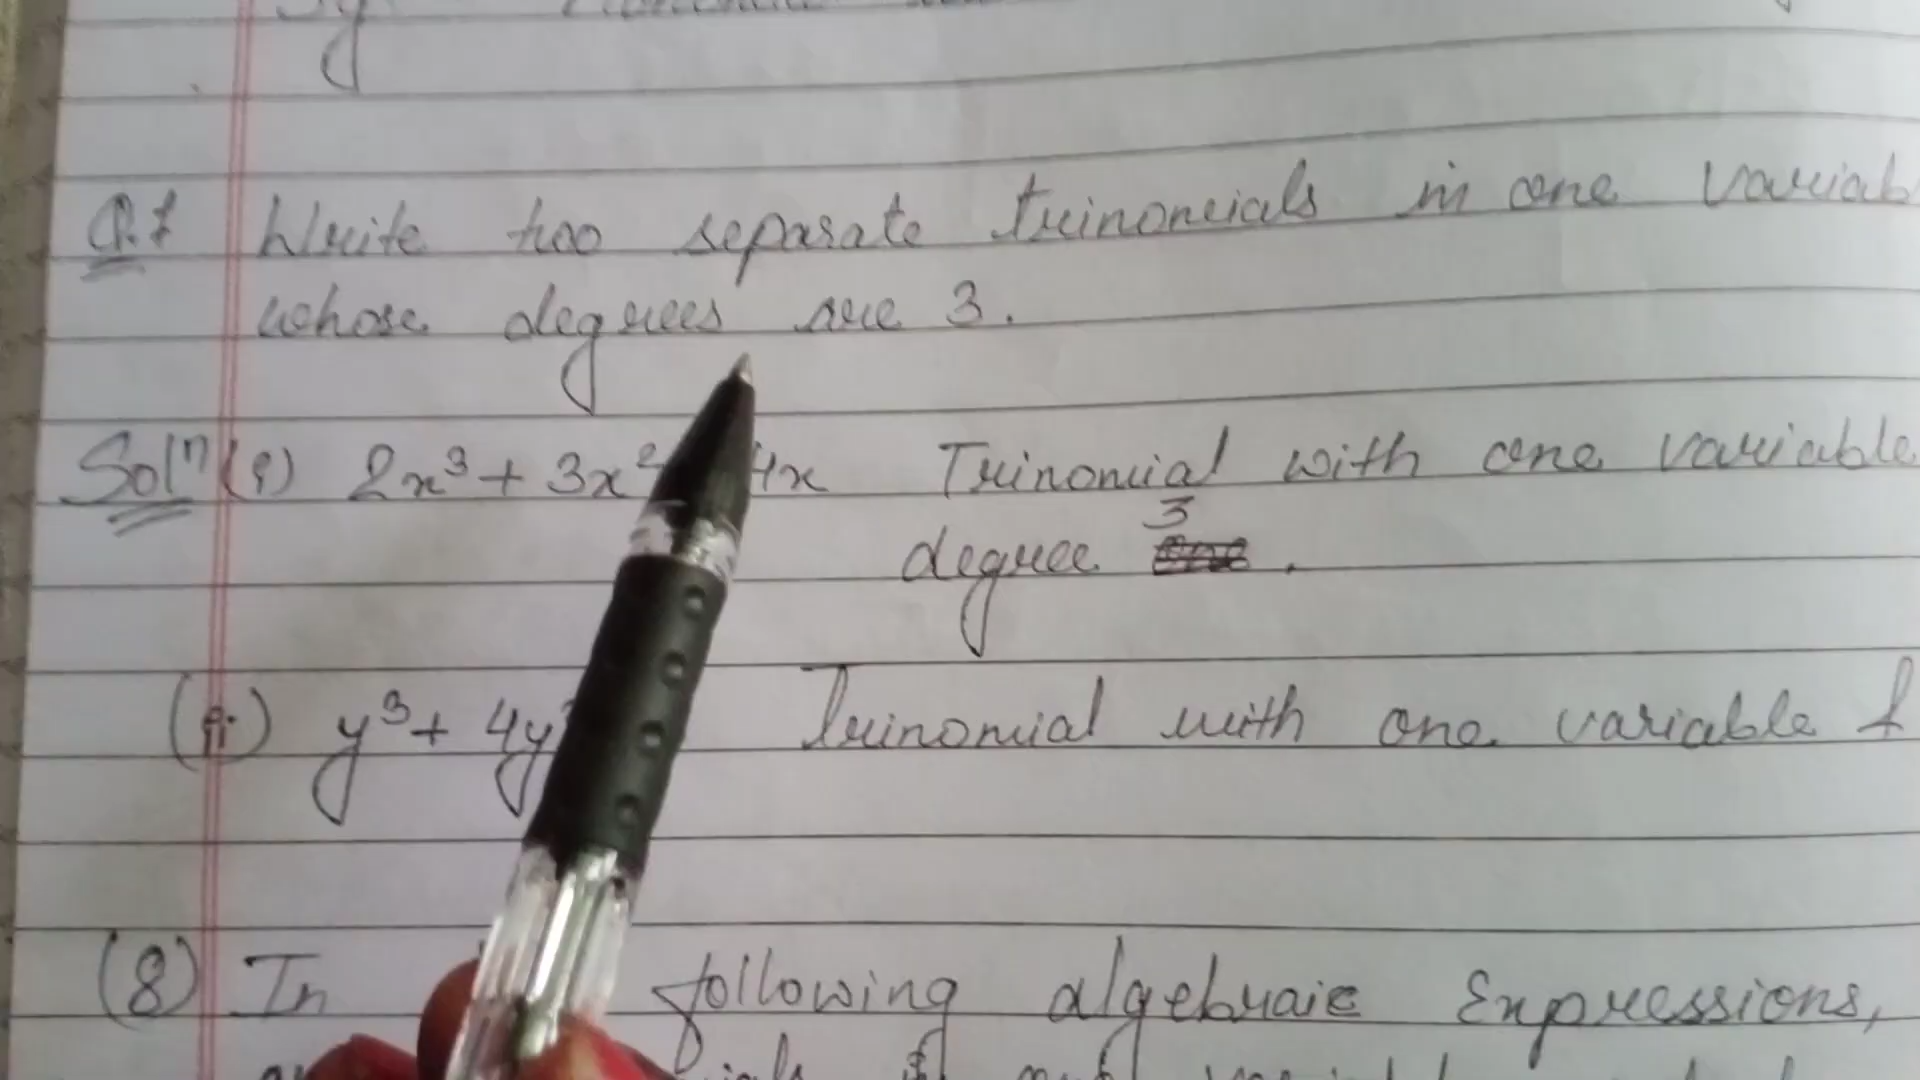 Q.7 Write two separate trinomials in one variab
whose degrees are 3.
Solⁿ (i) 2x³ + 3x² 4x Trinomial with one variable
degree 3.
(ii) y³ + 4y Trinomial with one variable &
(8) In following algebraic Expressions,